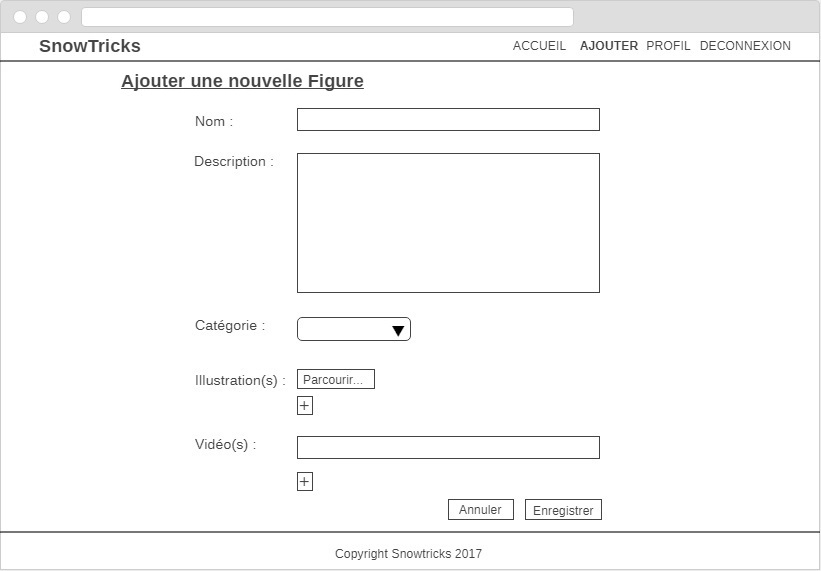 SnowTricks
ACCUEIL AJOUTER PROFIL DECONNEXION
Ajouter une nouvelle Figure
Nom :
Description :
Catégorie :
Illustration(s) : Parcourir...
+
Vidéo(s) :
+
Annuler Enregistrer
Copyright Snowtricks 2017